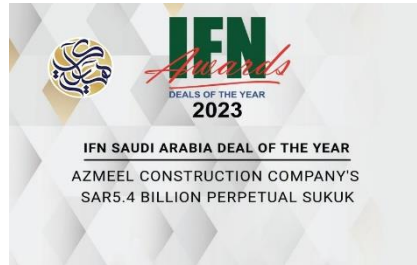 IFN
Awards
DEALS OF THE YEAR
2023
IFN SAUDI ARABIA DEAL OF THE YEAR
AZMEEL CONSTRUCTION COMPANY'S
SAR5.4 BILLION PERPETUAL SUKUK